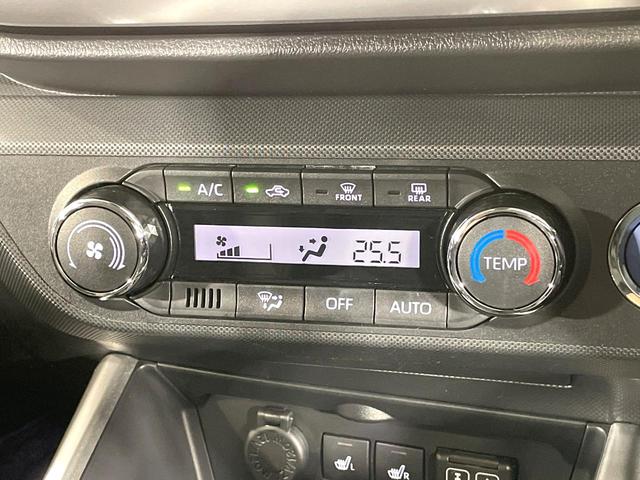 A/C
FRONT
REAR
25.5
TEMP
OFF
AUTO
L
R